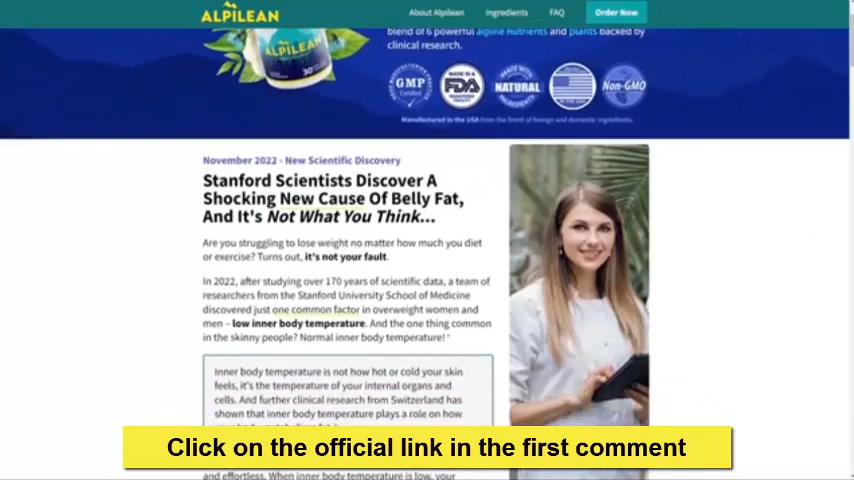 ALPILEAN
About Alpilean
Ingredients
FAQ
Order Now
blend of 6 powerful alpine nutrients and plants backed by
clinical research.
ALPILEAN
30
GMP
Certified
MADE IN A
FDA
MADE WITH
NATURAL
INGREDIENTS
Non-GMO
Manufactured in the USA from the finest of foreign and domestic ingredients.
November 2022 - New Scientific Discovery
Stanford Scientists Discover A
Shocking New Cause Of Belly Fat,
And It's Not What You Think...
Are you struggling to lose weight no matter how much you diet
or exercise? Turns out, it's not your fault.
In 2022, after studying over 170 years of scientific data, a team of
researchers from the Stanford University School of Medicine
discovered just one common factor in overweight women and
men – low inner body temperature. And the one thing common
in the skinny people? Normal inner body temperature!
Inner body temperature is not how hot or cold your skin
feels, it's the temperature of your internal organs and
cells. And further clinical research from Switzerland has
shown that inner body temperature plays a role on how
Click on the official link in the first comment
and effortless. When inner body temperature is low, your